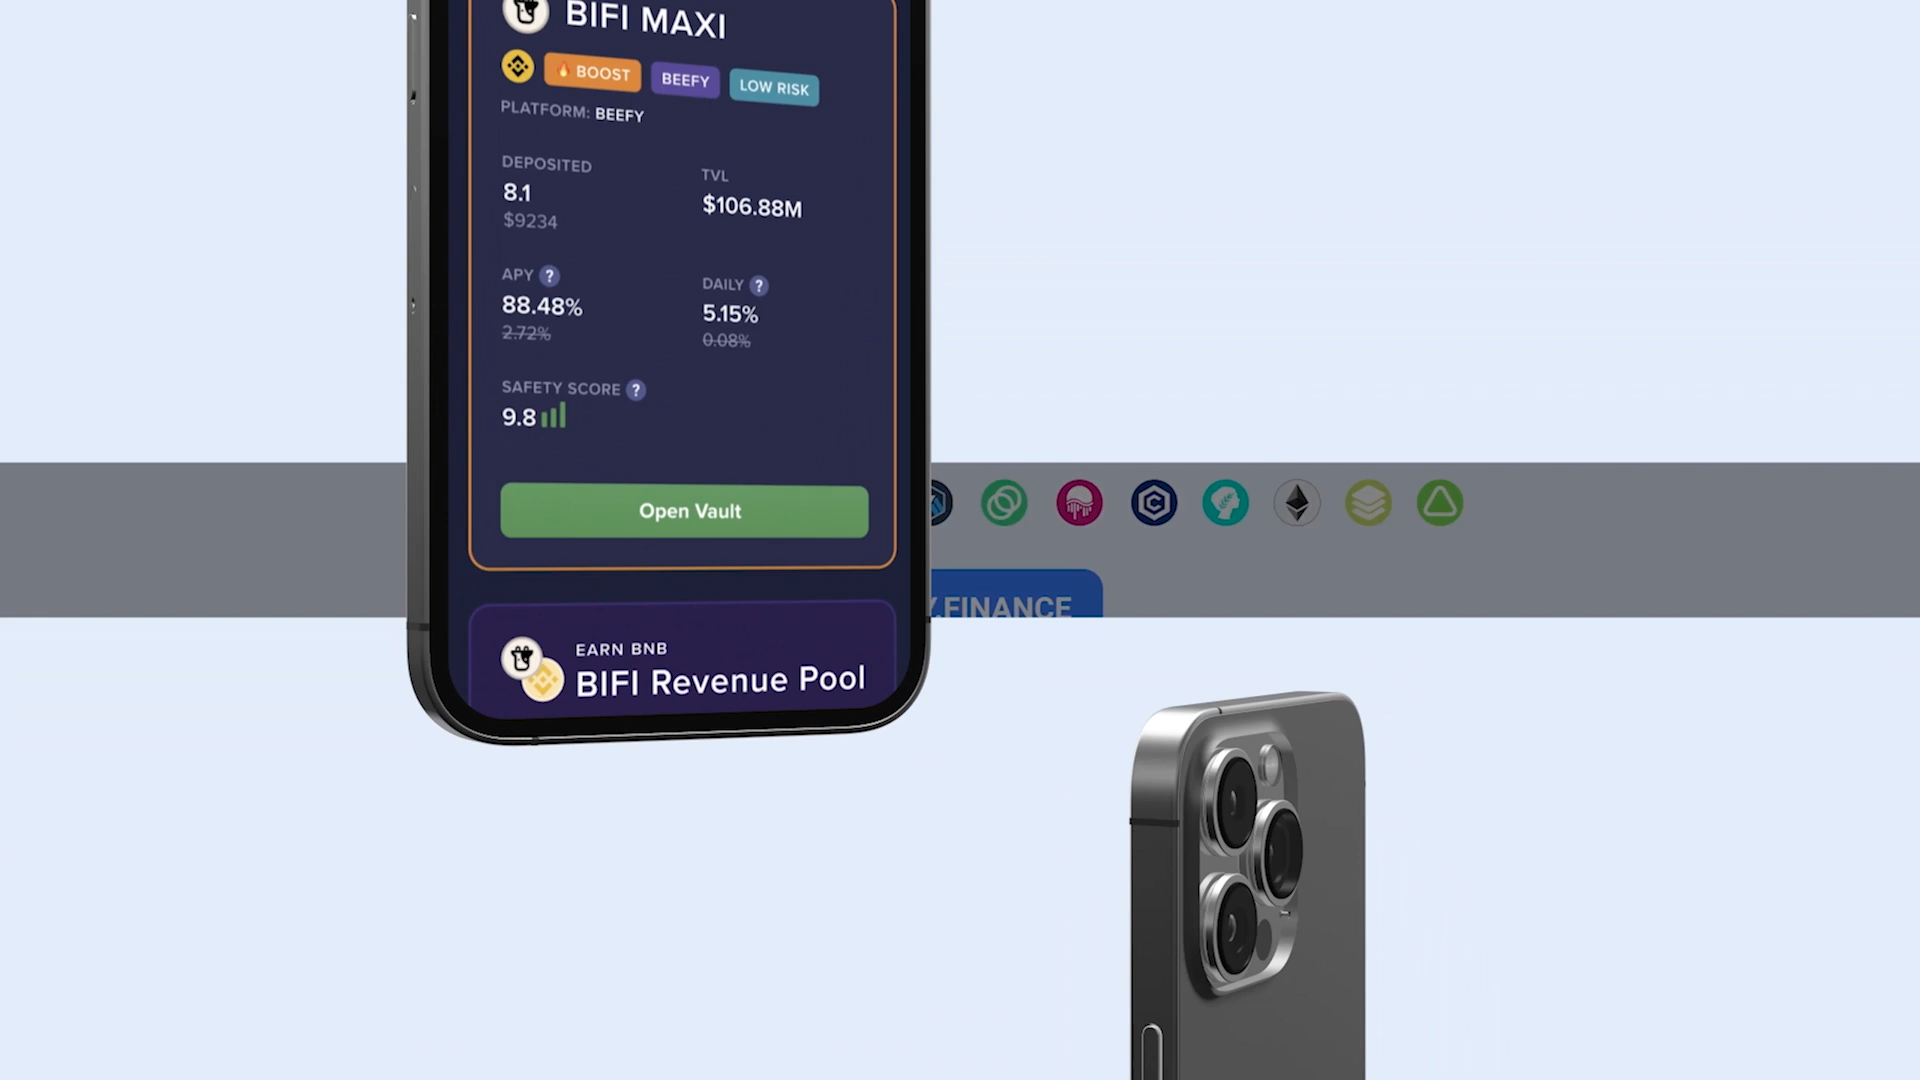 BIFI MAXI
BOOST
BEEFY
LOW RISK
PLATFORM: BEEFY
DEPOSITED
8.1
$9234
TVL
$106.88M
APY ?
88.48%
2.72%
DAILY ?
5.15%
0.08%
SAFETY SCORE ?
9.8
Open Vault
Y.FINANCE
EARN BNB
BIFI Revenue Pool